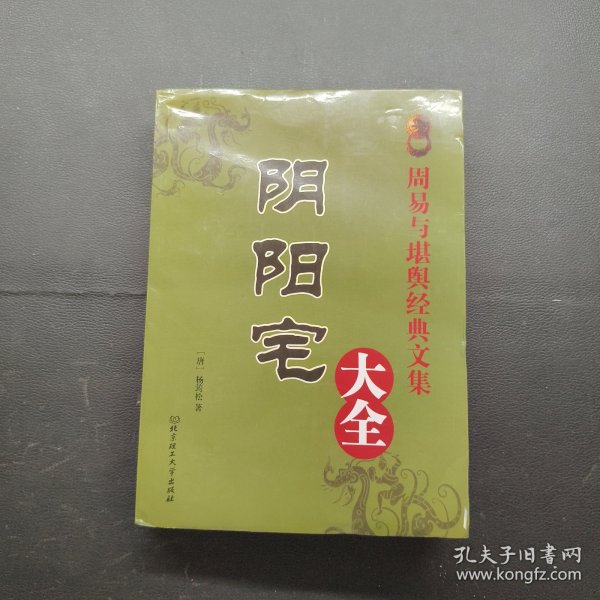 周易与堪舆经典文集
阴阳宅
大全
[唐] 杨筠松 著
北京理工大学出版社
孔夫子旧書网
www.kongfz.com